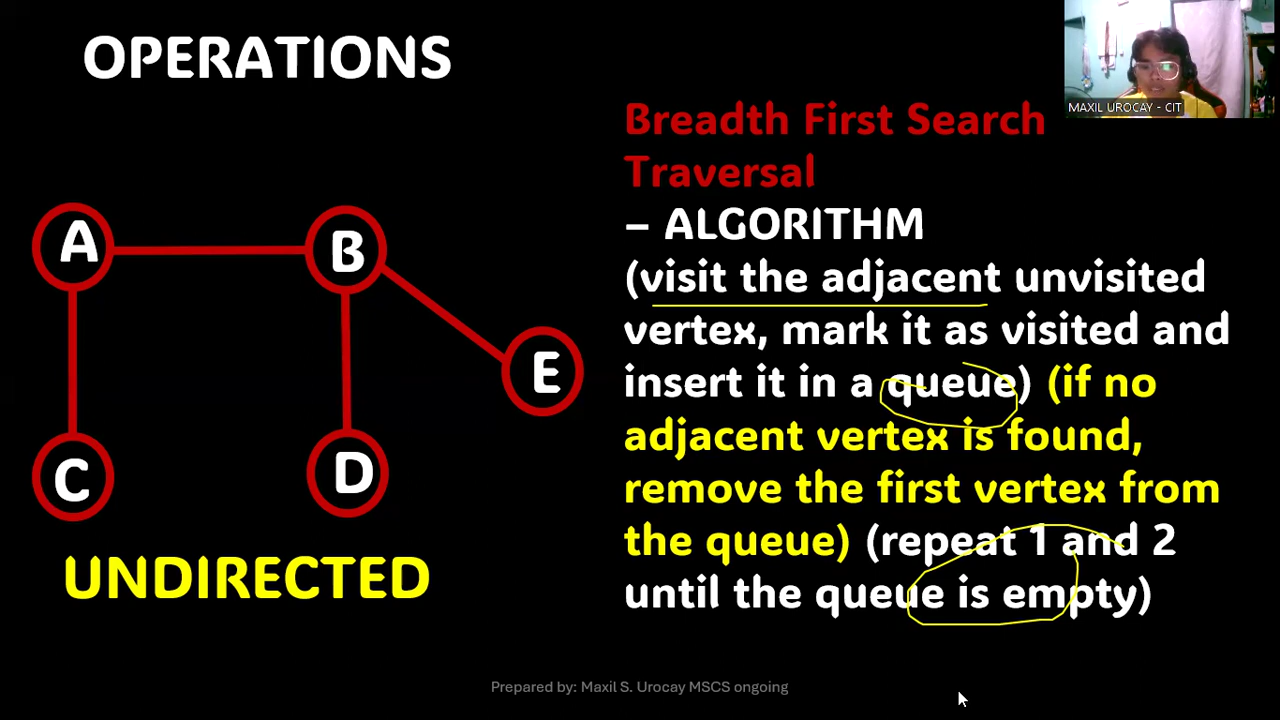 OPERATIONS
MAXIL UROCAY - CIT
Breadth First Search
Traversal
– ALGORITHM
(visit the adjacent unvisited
vertex, mark it as visited and
insert it in a queue) (if no
adjacent vertex is found,
remove the first vertex from
the queue) (repeat 1 and 2
until the queue is empty)
A
B
E
C
D
UNDIRECTED
Prepared by: Maxil S. Urocay MSCS ongoing